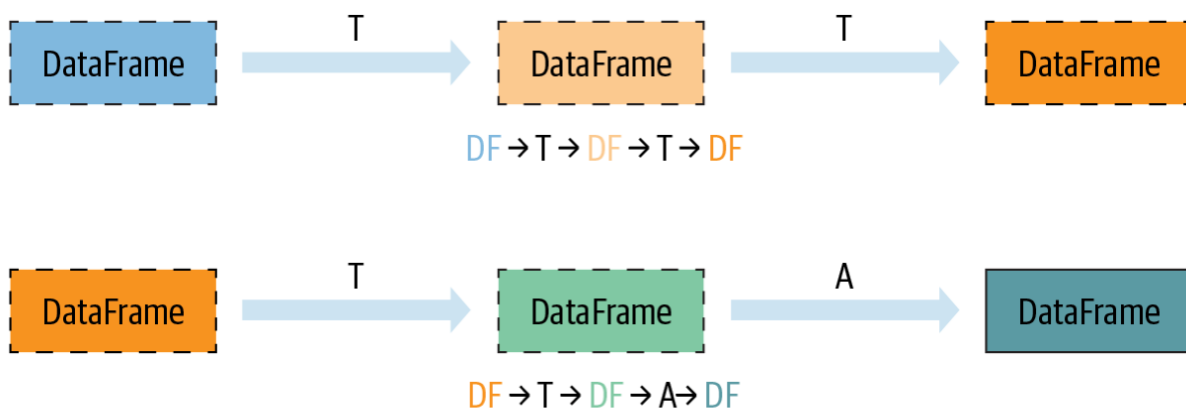 T T
DataFrame DataFrame DataFrame
DF → T → DF → T → DF
T A
DataFrame DataFrame DataFrame
DF → T → DF → A → DF